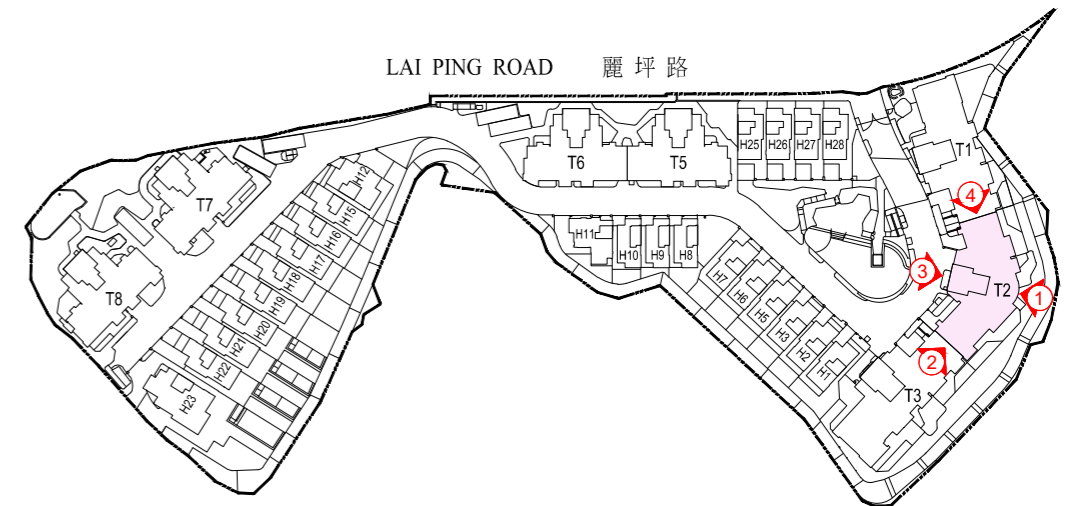 LAI PING ROAD 麗坪路
T1
T2
T3
T5
T6
T7
T8
H1
H2
H3
H5
H6
H7
H8
H9
H10
H11
H12
H15
H16
H17
H18
H19
H20
H21
H22
H23
H25
H26
H27
H28
1
2
3
4